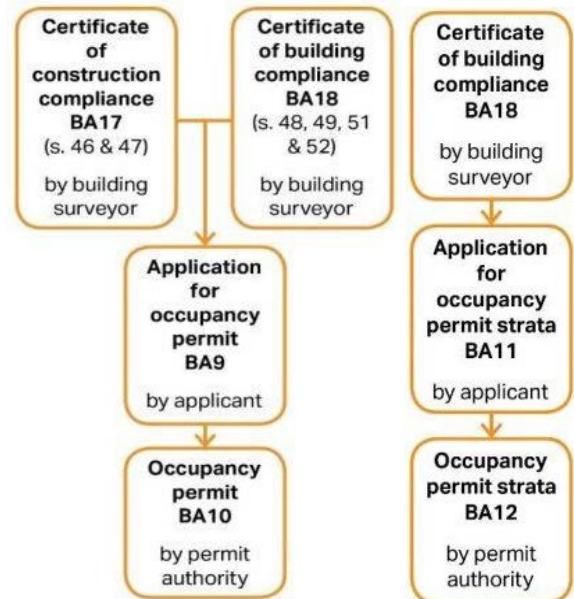 Certificate
of
construction
compliance
BA17
(s. 46 & 47)
by building
surveyor
Certificate
of building
compliance
BA18
(s. 48, 49, 51
& 52)
by building
surveyor
Application
for
occupancy
permit
BA9
by applicant
Occupancy
permit
BA10
by permit
authority
Certificate
of building
compliance
BA18
by building
surveyor
Application
for
occupancy
permit strata
BA11
by applicant
Occupancy
permit strata
BA12
by permit
authority